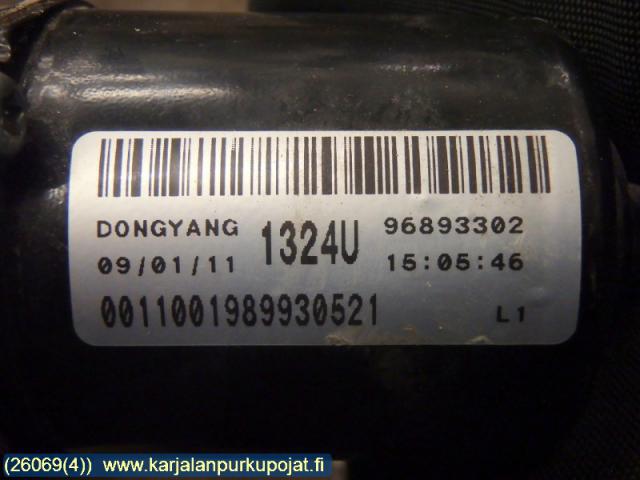 DONGYANG 1324U 96893302
09/01/11 15:05:46
0011001989930521 L1
(26069(4)) www.karjalanpurkupojat.fi